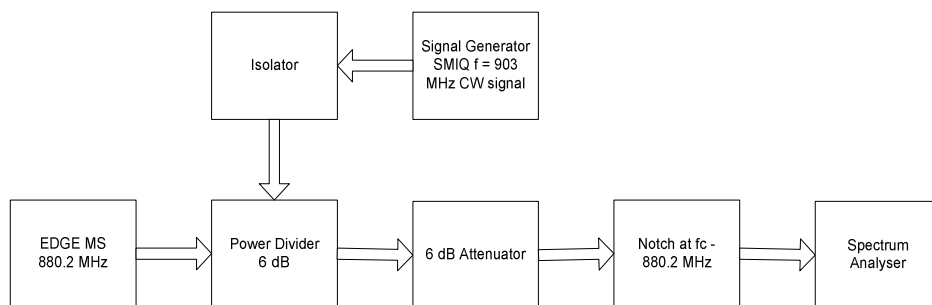 Isolator
Signal Generator
SMIQ f = 903
MHz CW signal
EDGE MS
880.2 MHz
Power Divider
6 dB
6 dB Attenuator
Notch at fc -
880.2 MHz
Spectrum
Analyser